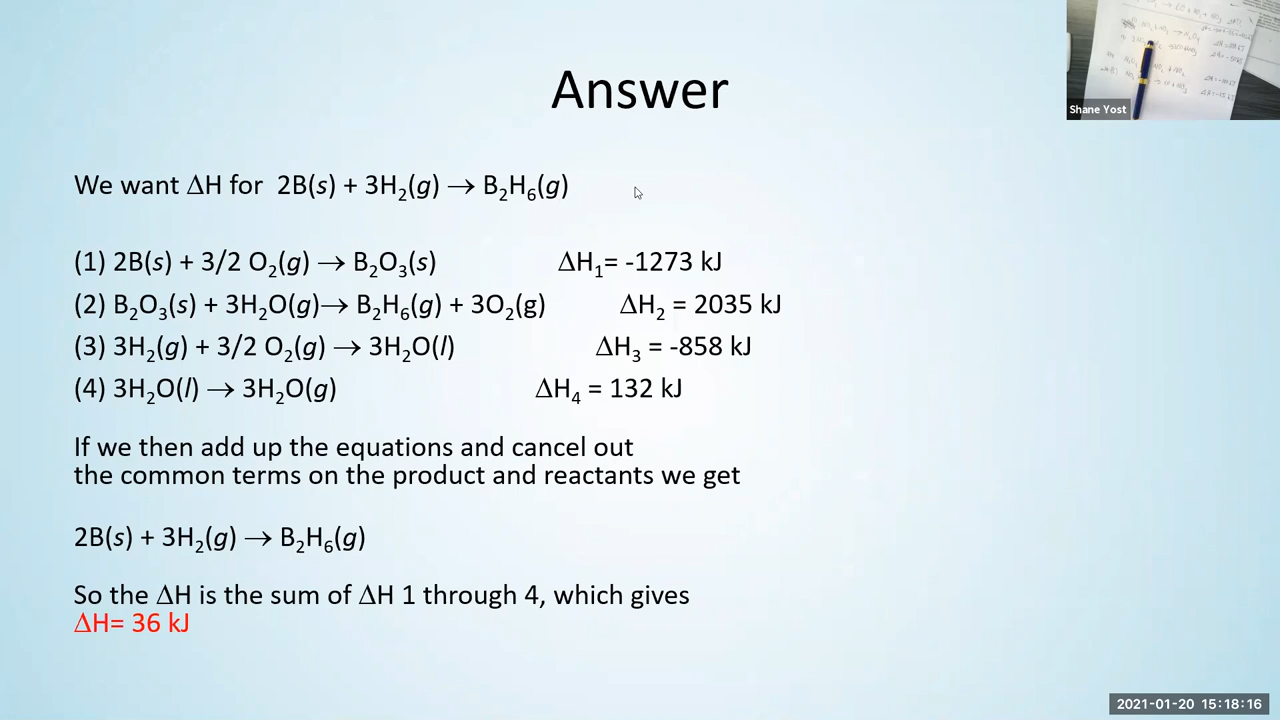 Answer
Shane Yost
We want ΔH for 2B(s) + 3H₂(g) → B₂H₆(g)
(1) 2B(s) + 3/2 O₂(g) → B₂O₃(s) ΔH₁= -1273 kJ
(2) B₂O₃(s) + 3H₂O(g)→ B₂H₆(g) + 3O₂(g) ΔH₂ = 2035 kJ
(3) 3H₂(g) + 3/2 O₂(g) → 3H₂O(l) ΔH₃ = -858 kJ
(4) 3H₂O(l) → 3H₂O(g) ΔH₄ = 132 kJ
If we then add up the equations and cancel out
the common terms on the product and reactants we get
2B(s) + 3H₂(g) → B₂H₆(g)
So the ΔH is the sum of ΔH 1 through 4, which gives
ΔH= 36 kJ
2021-01-20 15:18:16